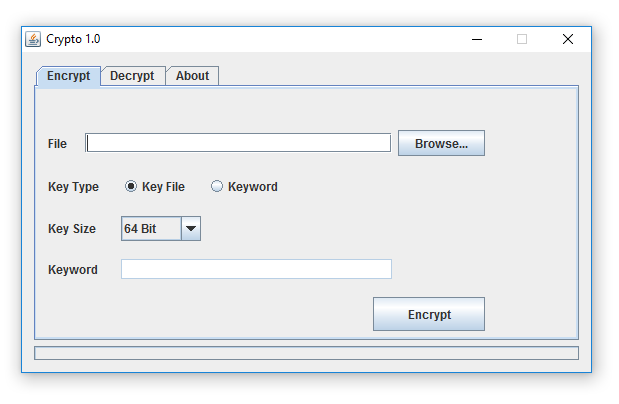 Crypto 1.0
Encrypt Decrypt About
File Browse...
Key Type Key File Keyword
Key Size 64 Bit
Keyword
Encrypt